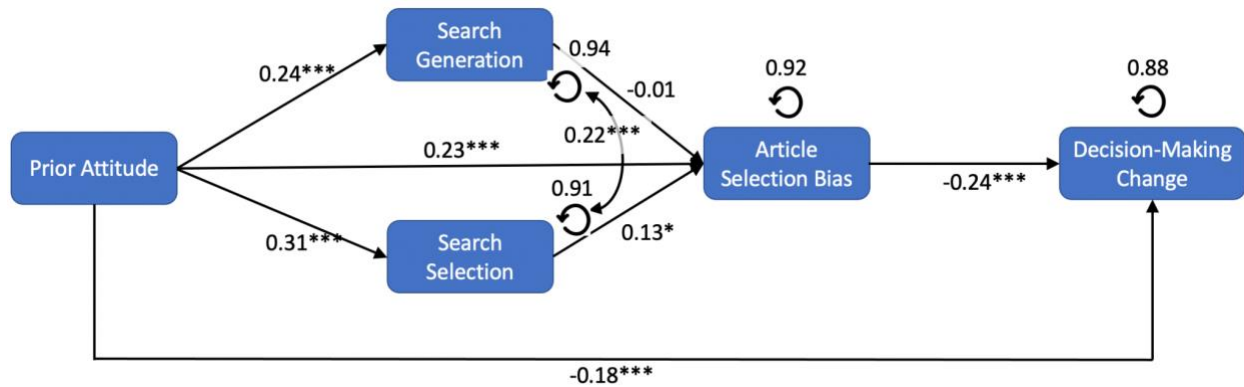 Search
Generation
0.94
0.92
0.88
0.24***
-0.01
0.22***
Prior Attitude
0.23***
Article
Selection Bias
-0.24***
Decision-Making
Change
0.91
0.31***
Search
Selection
0.13*
-0.18***